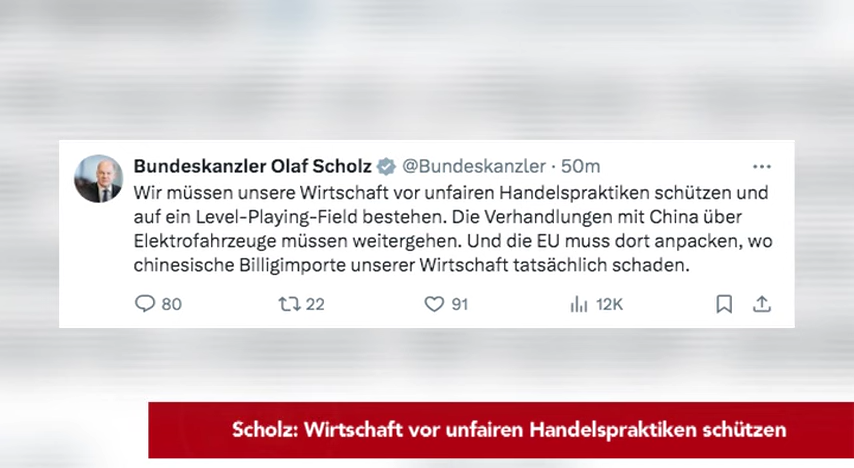 Bundeskanzler Olaf Scholz @Bundeskanzler · 50m
Wir müssen unsere Wirtschaft vor unfairen Handelspraktiken schützen und
auf ein Level-Playing-Field bestehen. Die Verhandlungen mit China über
Elektrofahrzeuge müssen weitergehen. Und die EU muss dort anpacken, wo
chinesische Billigimporte unserer Wirtschaft tatsächlich schaden.
80 22 91 12K
Scholz: Wirtschaft vor unfairen Handelspraktiken schützen